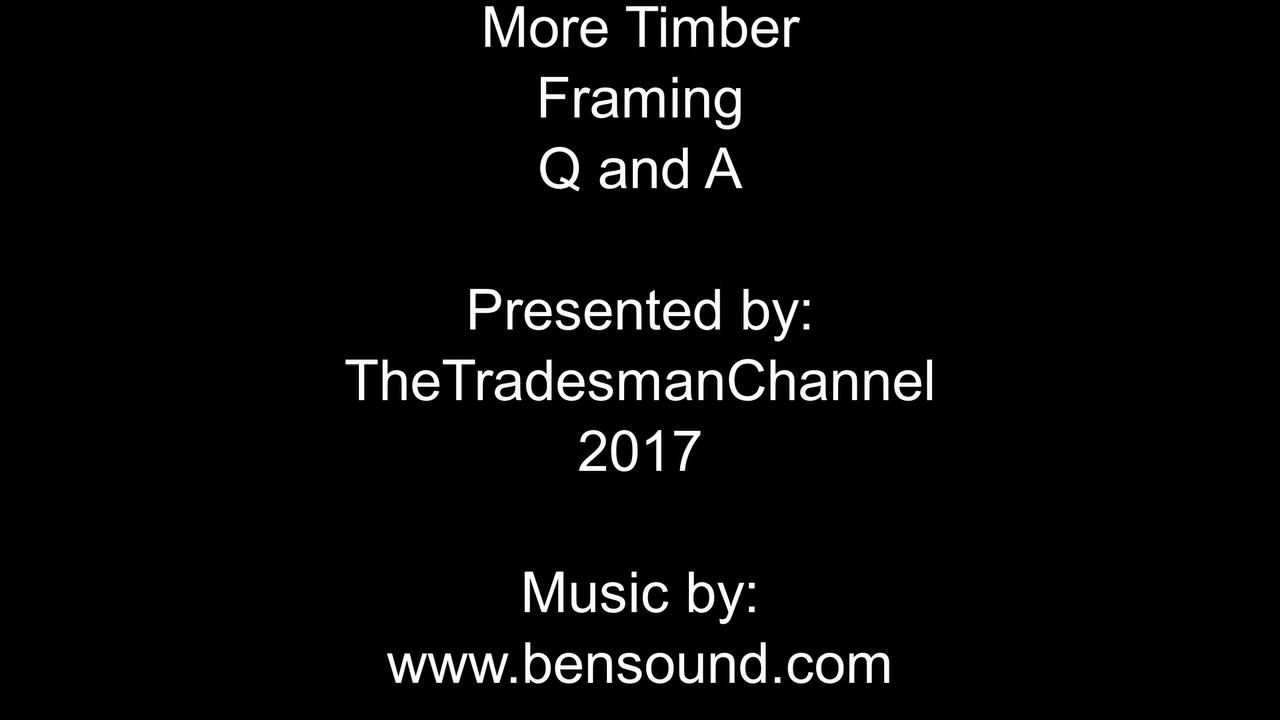 More Timber
Framing
Q and A
Presented by:
TheTradesmanChannel
2017
Music by:
www.bensound.com